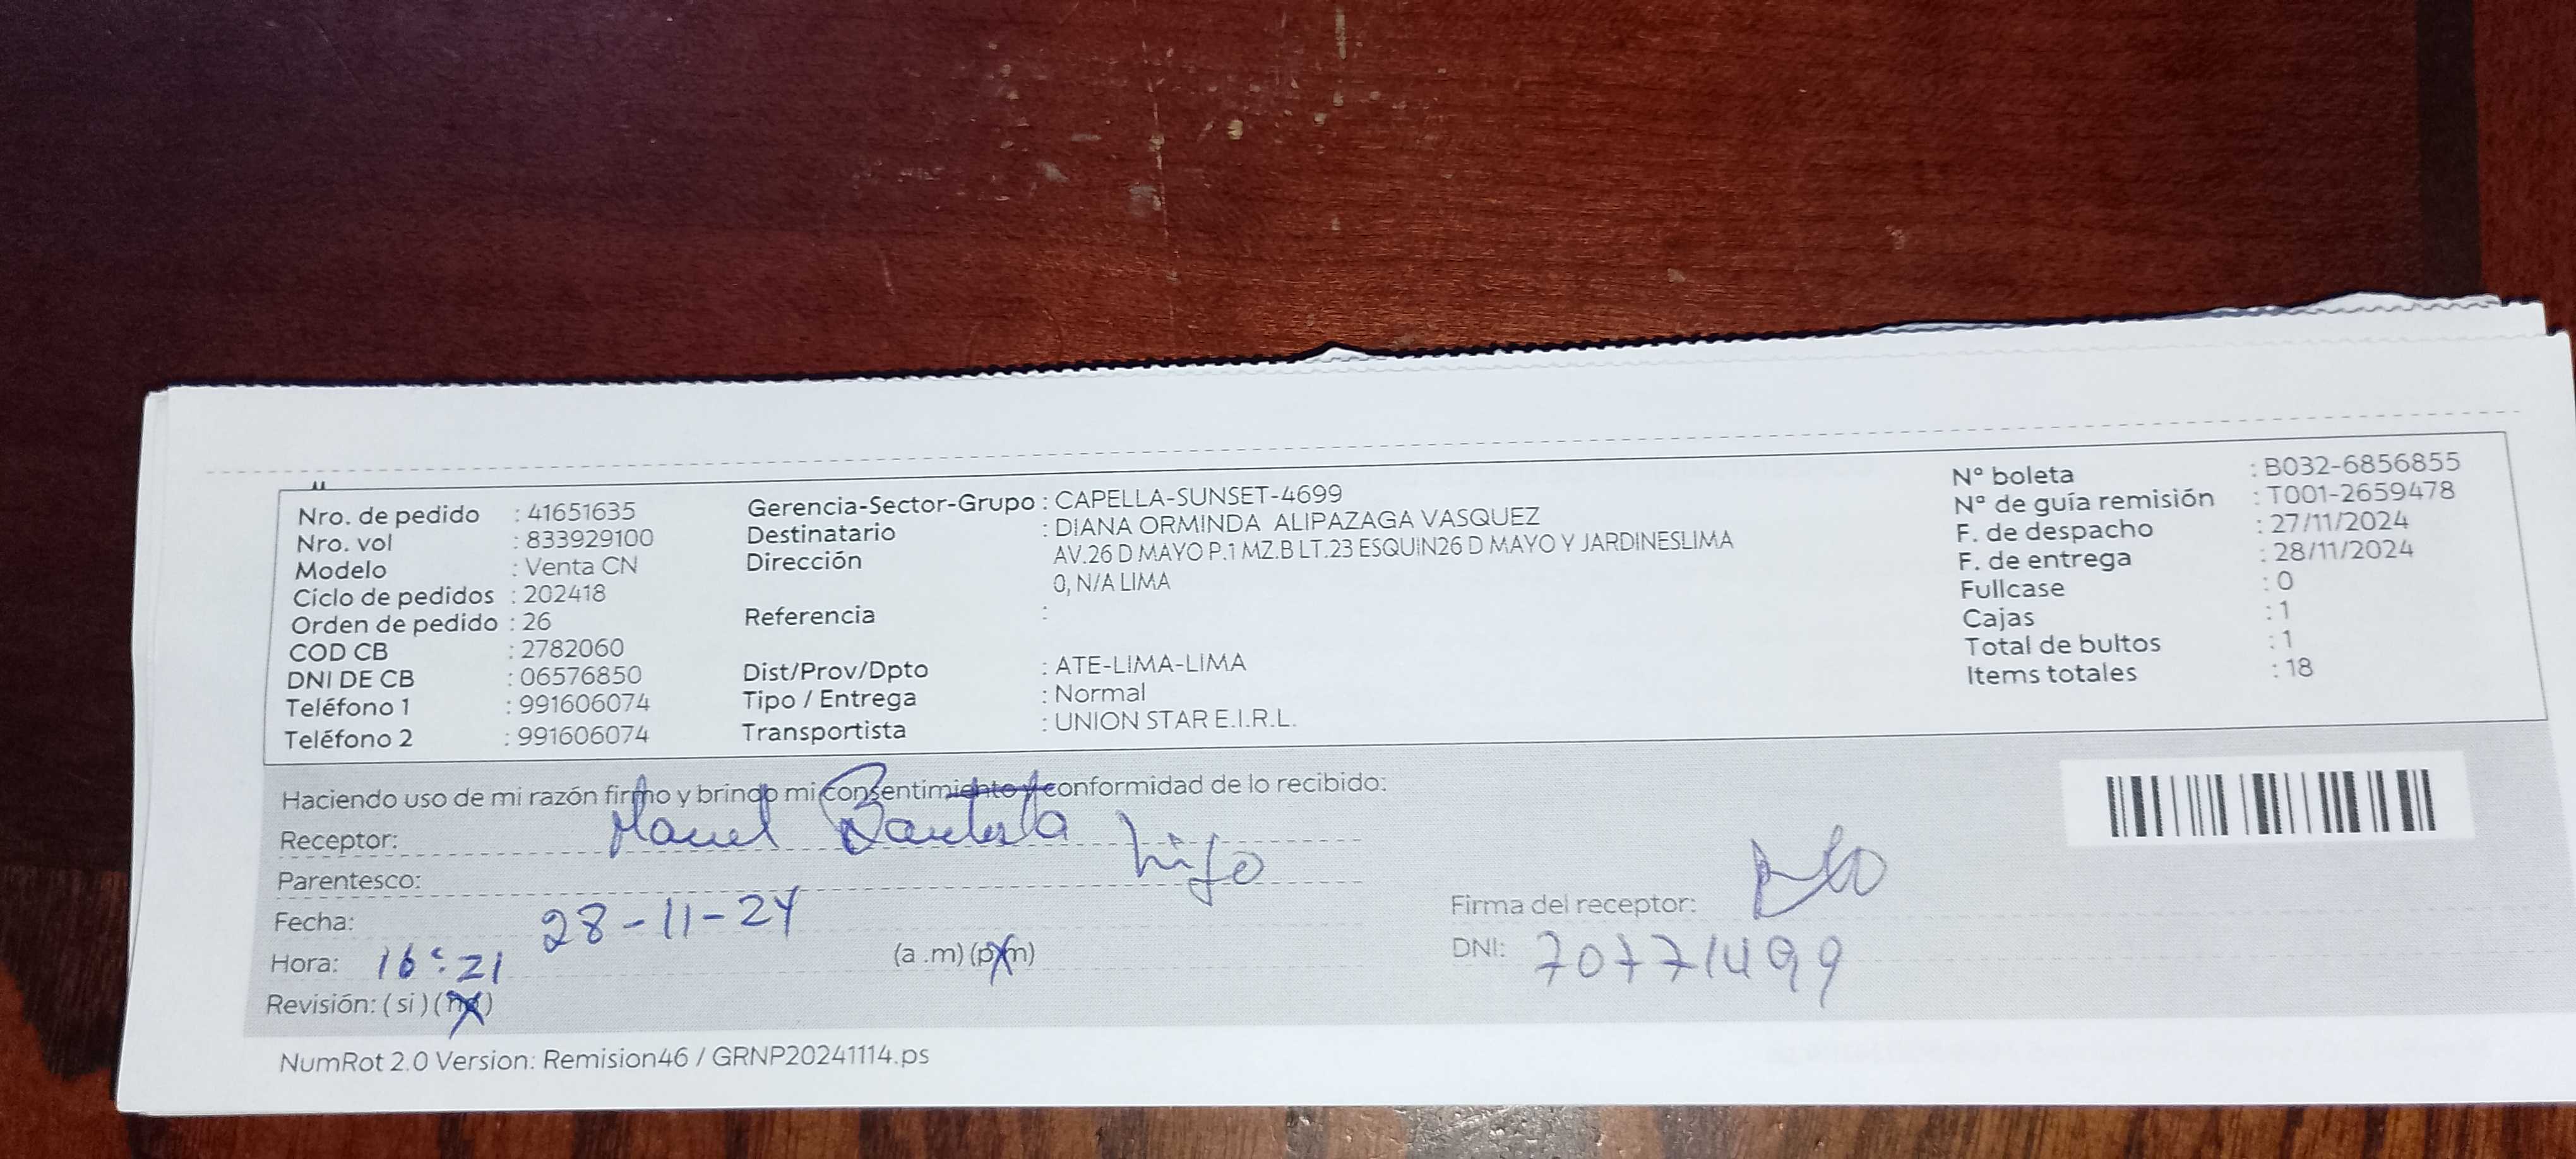 Nro. de pedido : 41651635
Nro. vol : 833929100
Modelo : Venta CN
Ciclo de pedidos : 202418
Orden de pedido : 26
COD CB : 2782060
DNI DE CB : 06576850
Teléfono 1 : 991606074
Teléfono 2 : 991606074
Gerencia-Sector-Grupo : CAPELLA-SUNSET-4699
Destinatario : DIANA ORMINDA ALIPAZAGA VASQUEZ
Dirección AV.26 D MAYO P.1 MZ.B LT.23 ESQUIN26 D MAYO Y JARDINESLIMA
0, N/A LIMA
Referencia :
Dist/Prov/Dpto : ATE-LIMA-LIMA
Tipo / Entrega : Normal
Transportista : UNION STAR E.I.R.L.
N° boleta : B032-6856855
N° de guía remisión : T001-2659478
F. de despacho : 27/11/2024
F. de entrega : 28/11/2024
Fullcase : 0
Cajas : 1
Total de bultos : 1
Items totales : 18
Haciendo uso de mi razón firmo y brindo mi consentimiento y conformidad de lo recibido:
Receptor: Manuel Bautista
Parentesco: hijo
Fecha: 28-11-24
Hora: 16:21 (a .m) (p.m)
Revisión: ( si ) ( no )
Firma del receptor:
DNI: 70771499
NumRot 2.0 Version: Remision46 / GRNP20241114.ps